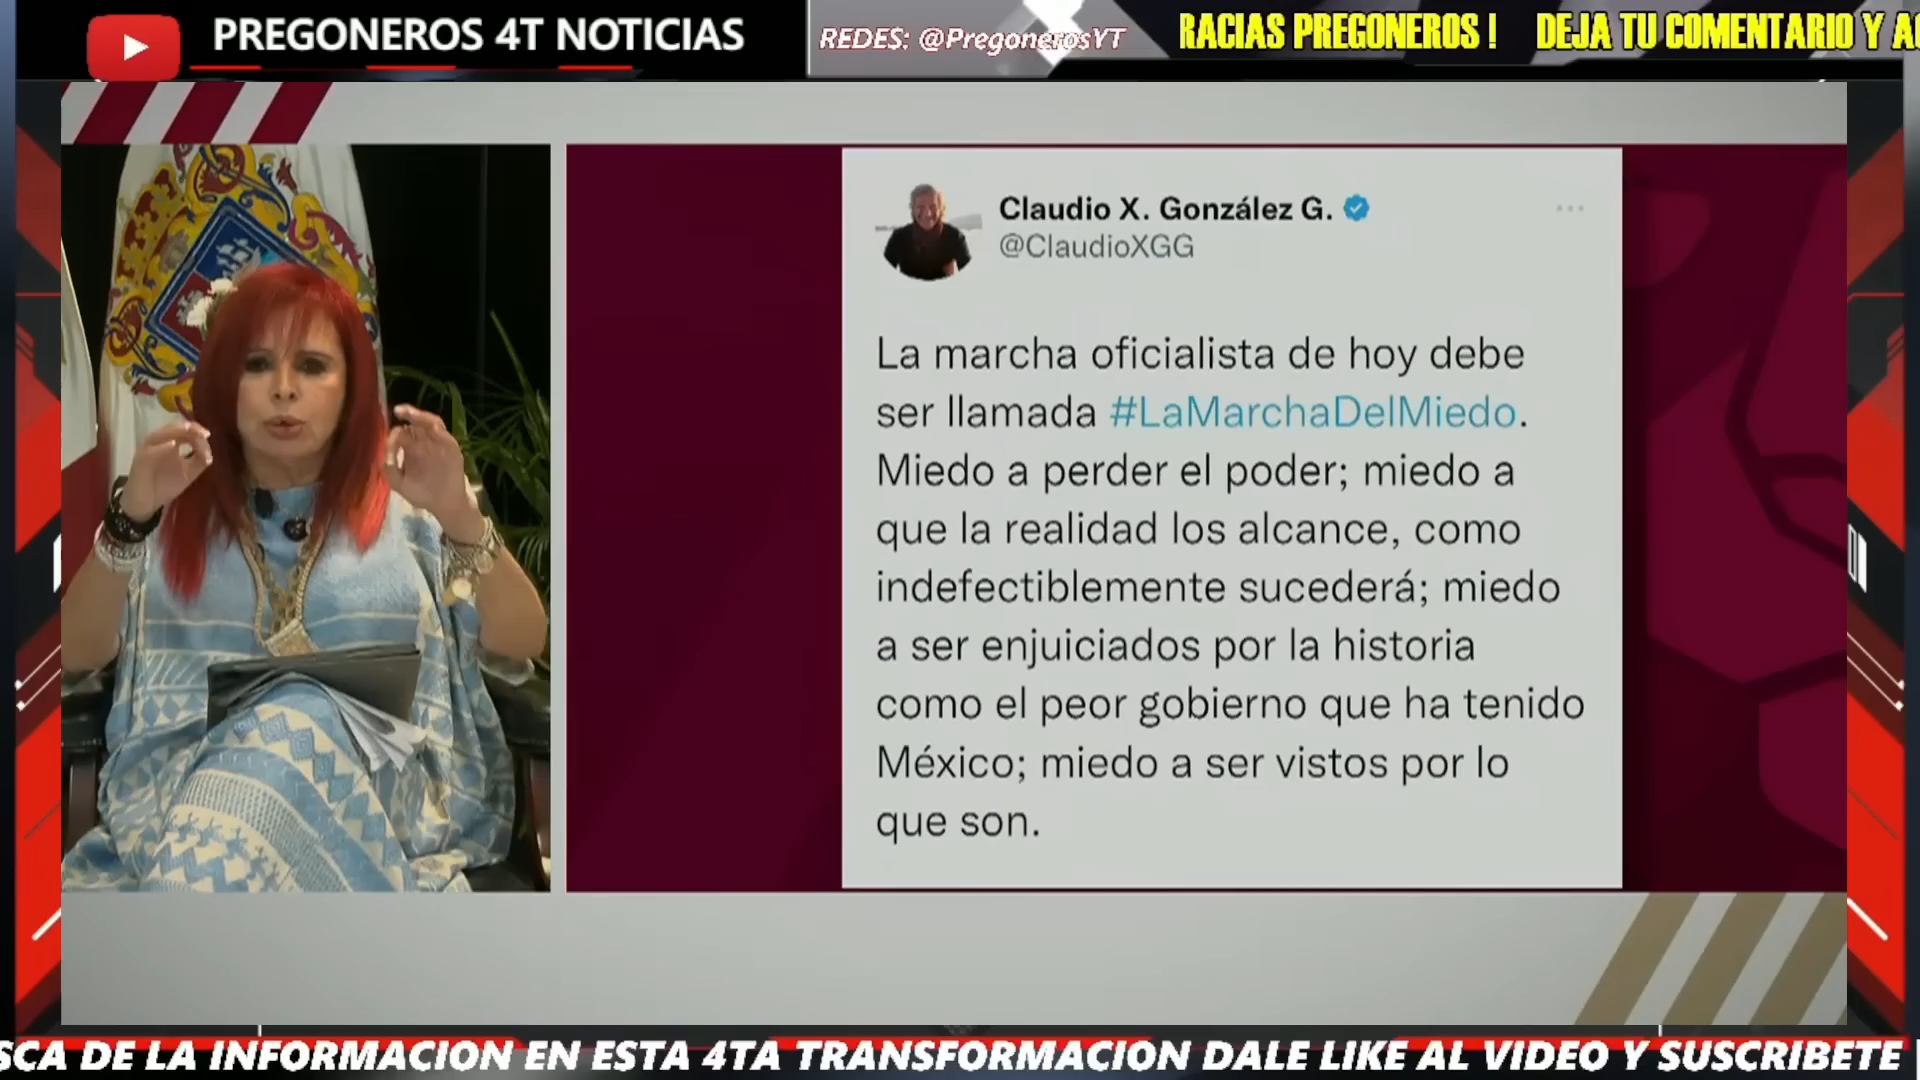 PREGONEROS 4T NOTICIAS
REDES: @PregonerosYT
RACIAS PREGONEROS ! DEJA TU COMENTARIO Y
Claudio X. González G.
@ClaudioXGG
La marcha oficialista de hoy debe
ser llamada #LaMarchaDelMiedo.
Miedo a perder el poder; miedo a
que la realidad los alcance, como
indefectiblemente sucederá; miedo
a ser enjuiciados por la historia
como el peor gobierno que ha tenido
México; miedo a ser vistos por lo
que son.
SCA DE LA INFORMACION EN ESTA 4TA TRANSFORMACION DALE LIKE AL VIDEO Y SUSCRIBETE